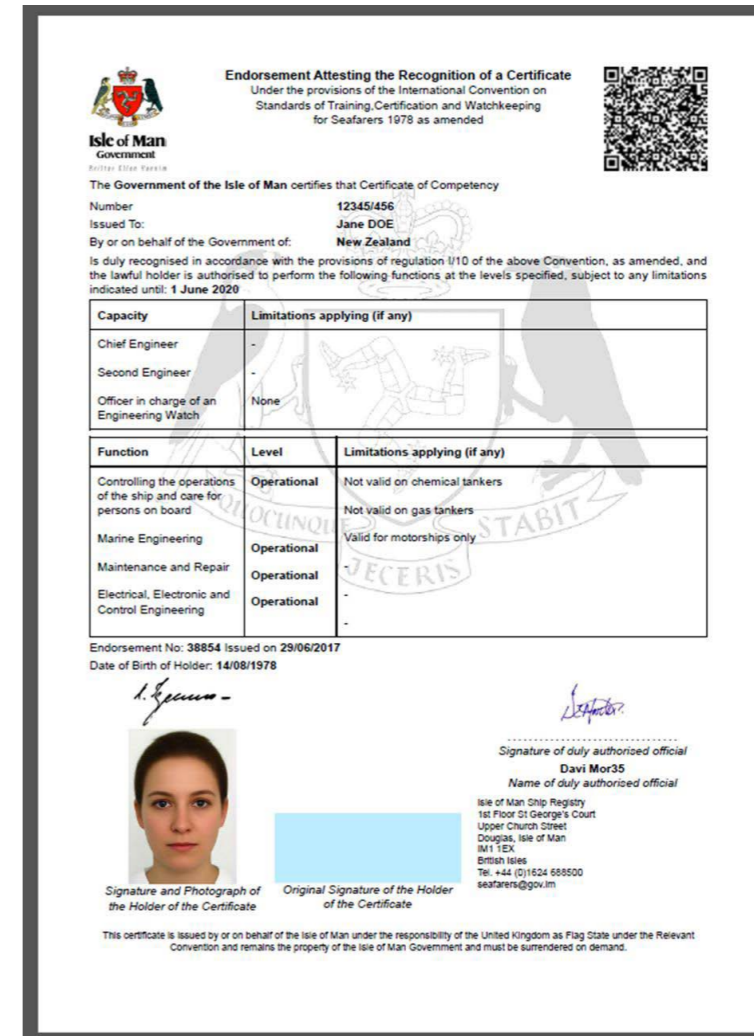 Endorsement Attesting the Recognition of a Certificate
Under the provisions of the International Convention on
Standards of Training,Certification and Watchkeeping
for Seafarers 1978 as amended
Isle of Man
Government
Reiltys Ellan Vannin
The Government of the Isle of Man certifies that Certificate of Competency
Number 12345/456
Issued To: Jane DOE
By or on behalf of the Government of: New Zealand
Is duly recognised in accordance with the provisions of regulation I/10 of the above Convention, as amended, and
the lawful holder is authorised to perform the following functions at the levels specified, subject to any limitations
indicated until: 1 June 2020
Capacity Limitations applying (if any)
Chief Engineer -
Second Engineer -
Officer in charge of an None
Engineering Watch
Function Level Limitations applying (if any)
Controlling the operations Operational Not valid on chemical tankers
of the ship and care for
persons on board Not valid on gas tankers
Marine Engineering Valid for motorships only
Operational
Maintenance and Repair -
Operational
Electrical, Electronic and -
Control Engineering Operational
-
QUOCUNQUE JECERIS STABIT
Endorsement No: 38854 Issued on 29/06/2017
Date of Birth of Holder: 14/08/1978
Signature of duly authorised official
Davi Mor35
Name of duly authorised official
Isle of Man Ship Registry
1st Floor St George's Court
Upper Church Street
Douglas, Isle of Man
IM1 1EX
British Isles
Tel. +44 (0)1624 688500
seafarers@gov.im
Signature and Photograph of
the Holder of the Certificate
Original Signature of the Holder
of the Certificate
This certificate is issued by or on behalf of the Isle of Man under the responsibility of the United Kingdom as Flag State under the Relevant
Convention and remains the property of the Isle of Man Government and must be surrendered on demand.